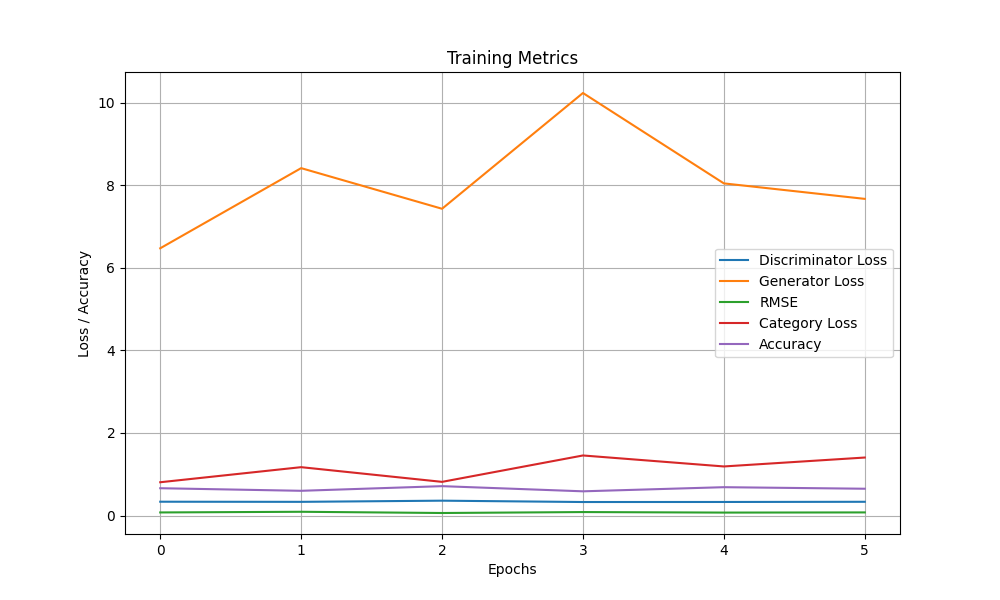 Training Metrics
Loss / Accuracy
10
8
6
4
2
0
Discriminator Loss
Generator Loss
RMSE
Category Loss
Accuracy
0 1 2 3 4 5
Epochs